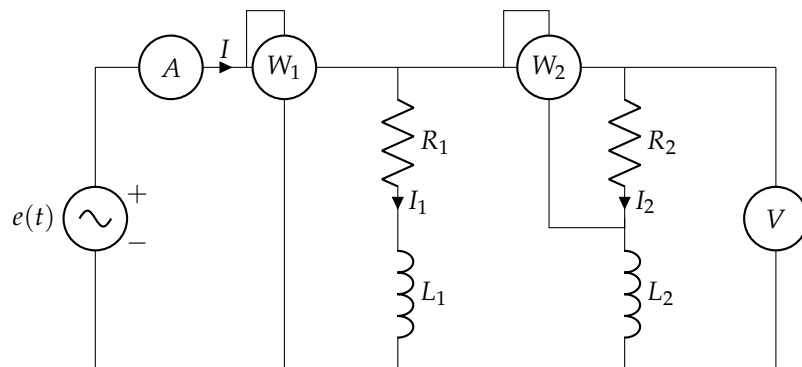 I
A
W₁
W₂
R₁
R₂
e(t)
+
−
I₁
I₂
V
L₁
L₂